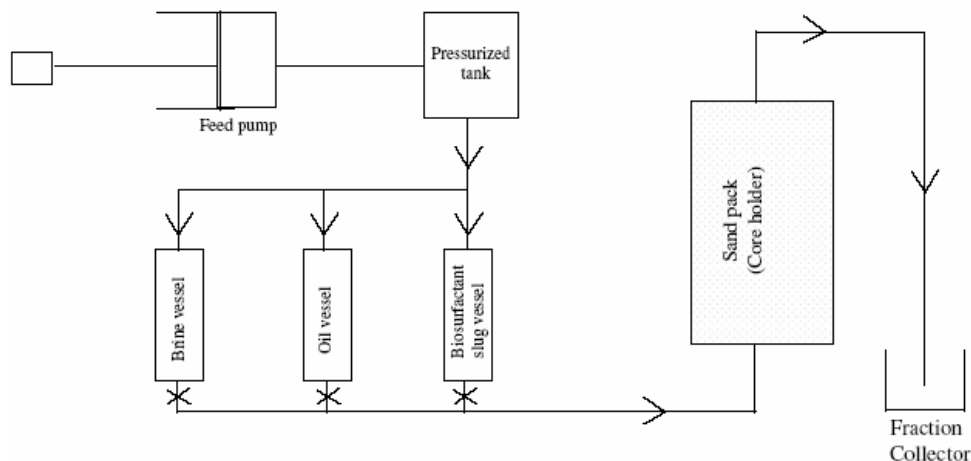 Feed pump
Pressurized
tank
Brine vessel
Oil vessel
Biosurfactant
slug vessel
Sand pack
(Core holder)
Fraction
Collector